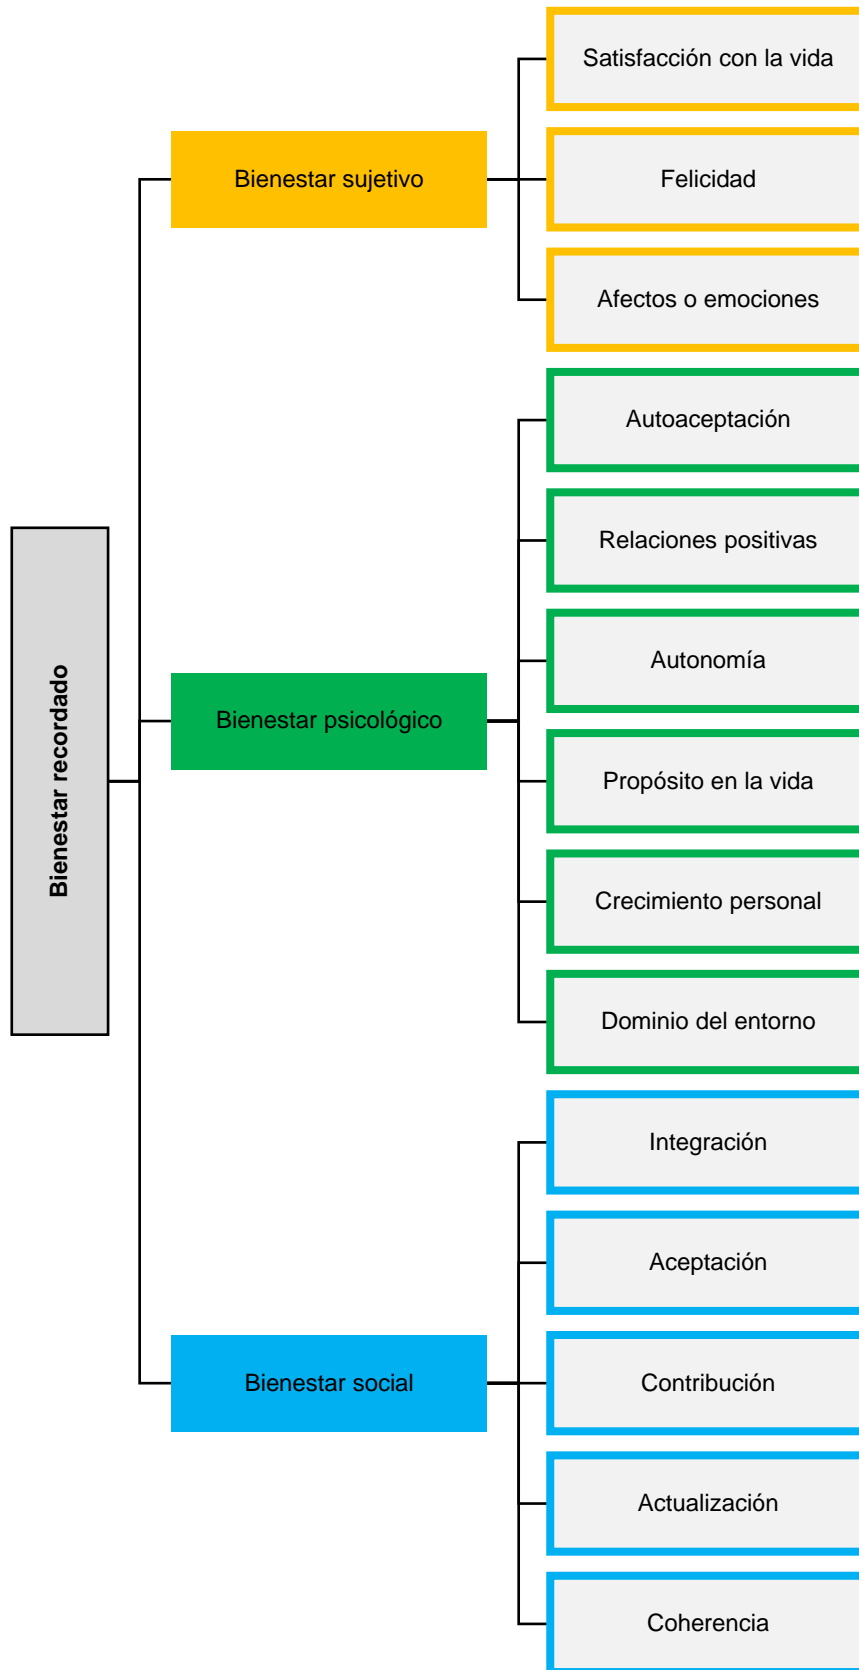 Bienestar recordado
Bienestar sujetivo
Satisfacción con la vida
Felicidad
Afectos o emociones
Bienestar psicológico
Autoaceptación
Relaciones positivas
Autonomía
Propósito en la vida
Crecimiento personal
Dominio del entorno
Bienestar social
Integración
Aceptación
Contribución
Actualización
Coherencia